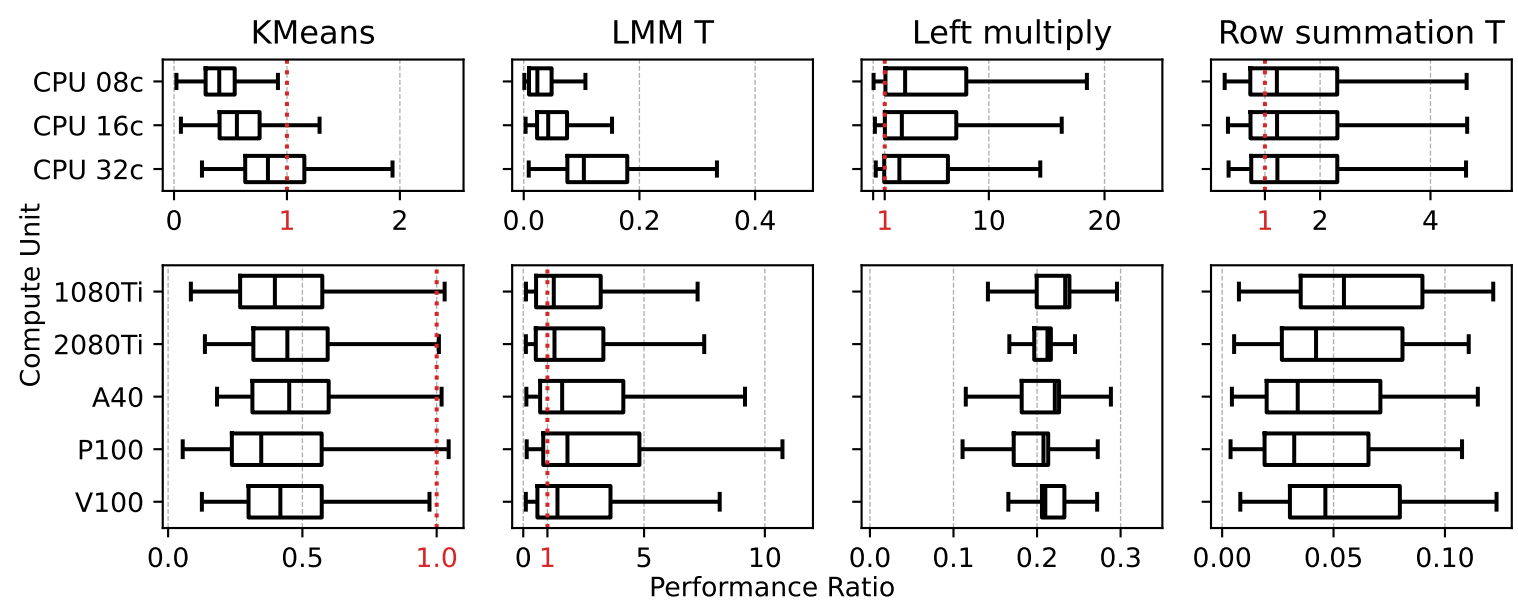 KMeans LMM T Left multiply Row summation T
CPU 08c
CPU 16c
CPU 32c
0 1 2 0.0 0.2 0.4 1 10 20 1 2 4
Compute Unit
1080Ti
2080Ti
A40
P100
V100
0.0 0.5 1.0 0 1 5 10 0.0 0.1 0.2 0.3 0.00 0.05 0.10
Performance Ratio